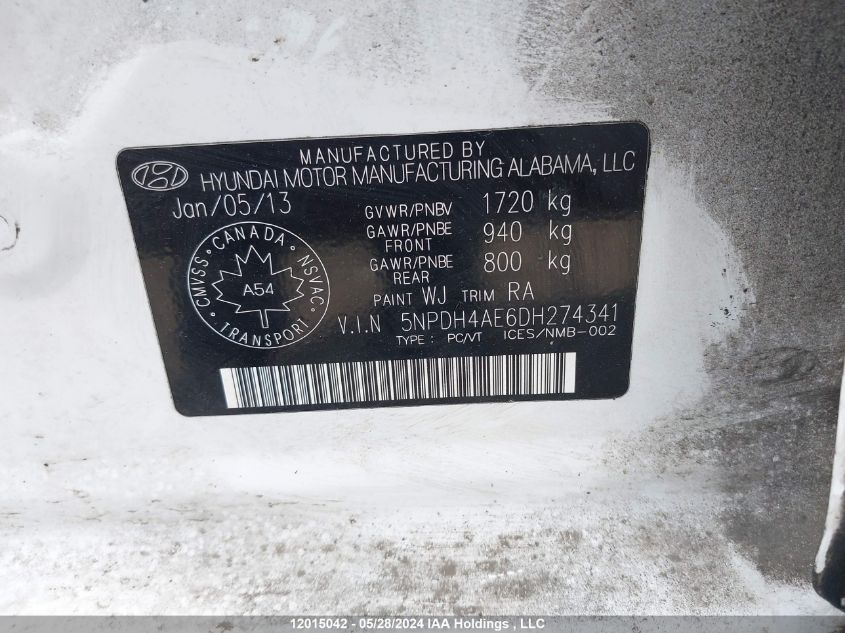 MANUFACTURED BY
HYUNDAI MOTOR MANUFACTURING ALABAMA, LLC
Jan/05/13
GVWR/PNBV 1720 kg
GAWR/PNBE FRONT 940 kg
GAWR/PNBE REAR 800 kg
PAINT WJ TRIM RA
V.I.N 5NPDH4AE6DH274341
TYPE: PC/VT ICES/NMB-002
CANADA
CMVSS • NSVAC
A54
TRANSPORT
12015042 - 05/28/2024 IAA Holdings , LLC